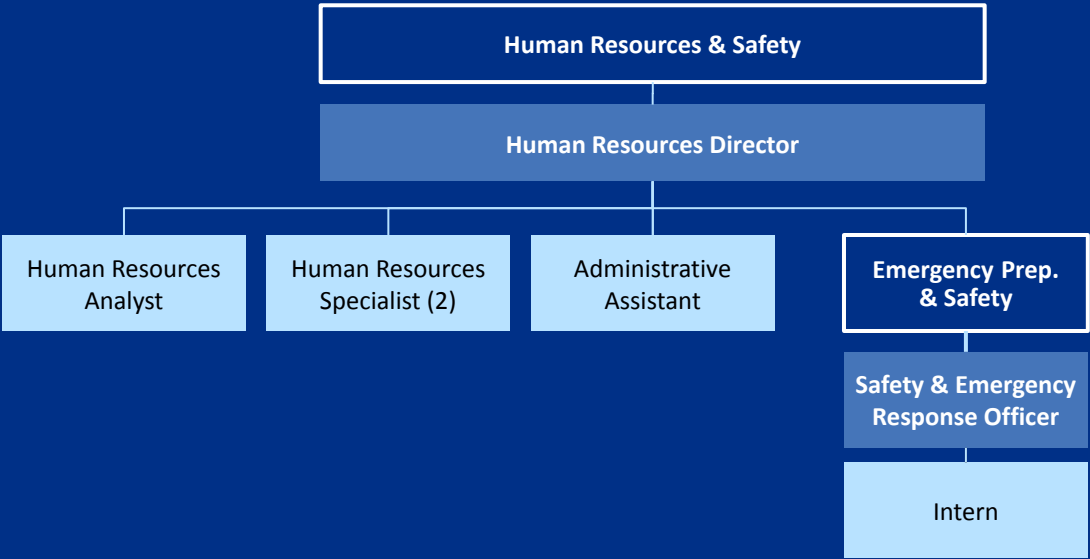 Human Resources & Safety
Human Resources Director
Human Resources
Analyst
Human Resources
Specialist (2)
Administrative
Assistant
Emergency Prep.
& Safety
Safety & Emergency
Response Officer
Intern